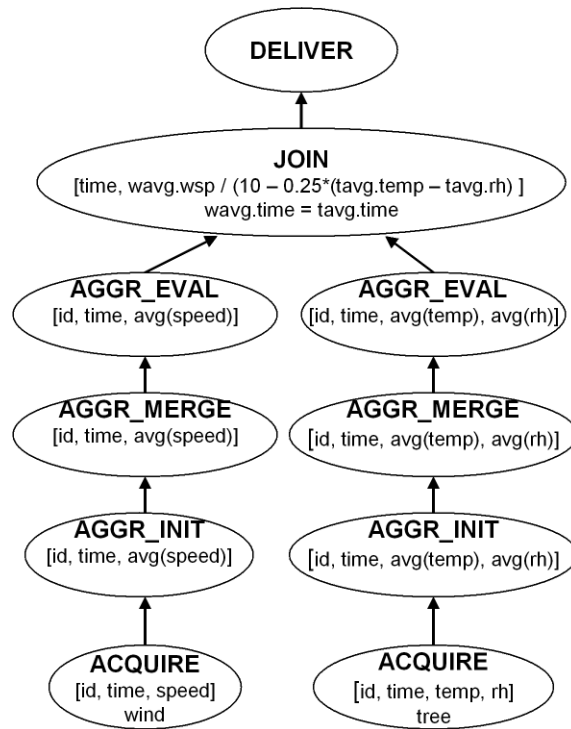 DELIVER
JOIN
[time, wavg.wsp / (10 – 0.25*(tavg.temp – tavg.rh) ]
wavg.time = tavg.time
AGGR_EVAL
[id, time, avg(speed)]
AGGR_EVAL
[id, time, avg(temp), avg(rh)]
AGGR_MERGE
[id, time, avg(speed)]
AGGR_MERGE
[id, time, avg(temp), avg(rh)]
AGGR_INIT
[id, time, avg(speed)]
AGGR_INIT
[id, time, avg(temp), avg(rh)]
ACQUIRE
[id, time, speed]
wind
ACQUIRE
[id, time, temp, rh]
tree